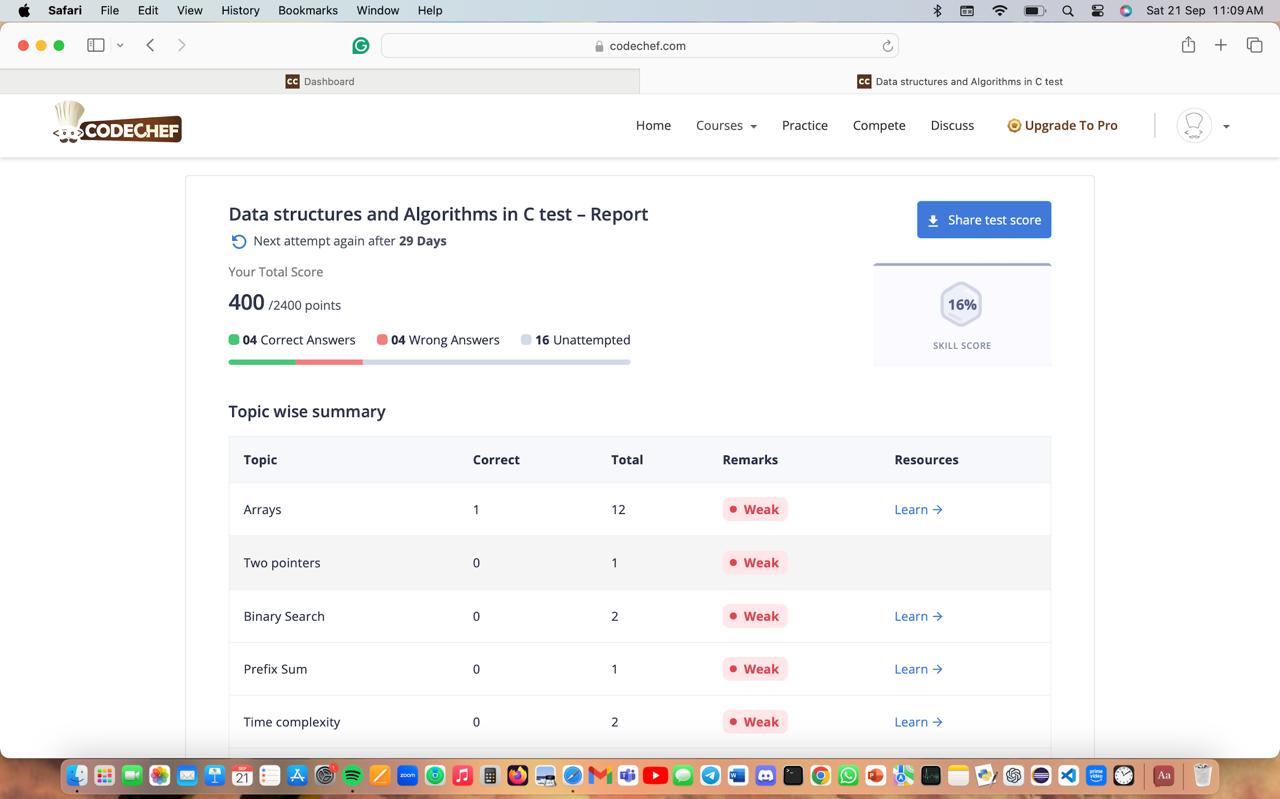 Safari File Edit View History Bookmarks Window Help Sat 21 Sep 11:09 AM
codechef.com
CC Dashboard CC Data structures and Algorithms in C test
CODECHEF Home Courses Practice Compete Discuss Upgrade To Pro
Data structures and Algorithms in C test – Report
Share test score
Next attempt again after 29 Days
Your Total Score
400 /2400 points
16%
SKILL SCORE
04 Correct Answers 04 Wrong Answers 16 Unattempted
Topic wise summary
Topic Correct Total Remarks Resources
Arrays 1 12 Weak Learn →
Two pointers 0 1 Weak
Binary Search 0 2 Weak Learn →
Prefix Sum 0 1 Weak Learn →
Time complexity 0 2 Weak Learn →
SEP 21 zoom prime video Aa